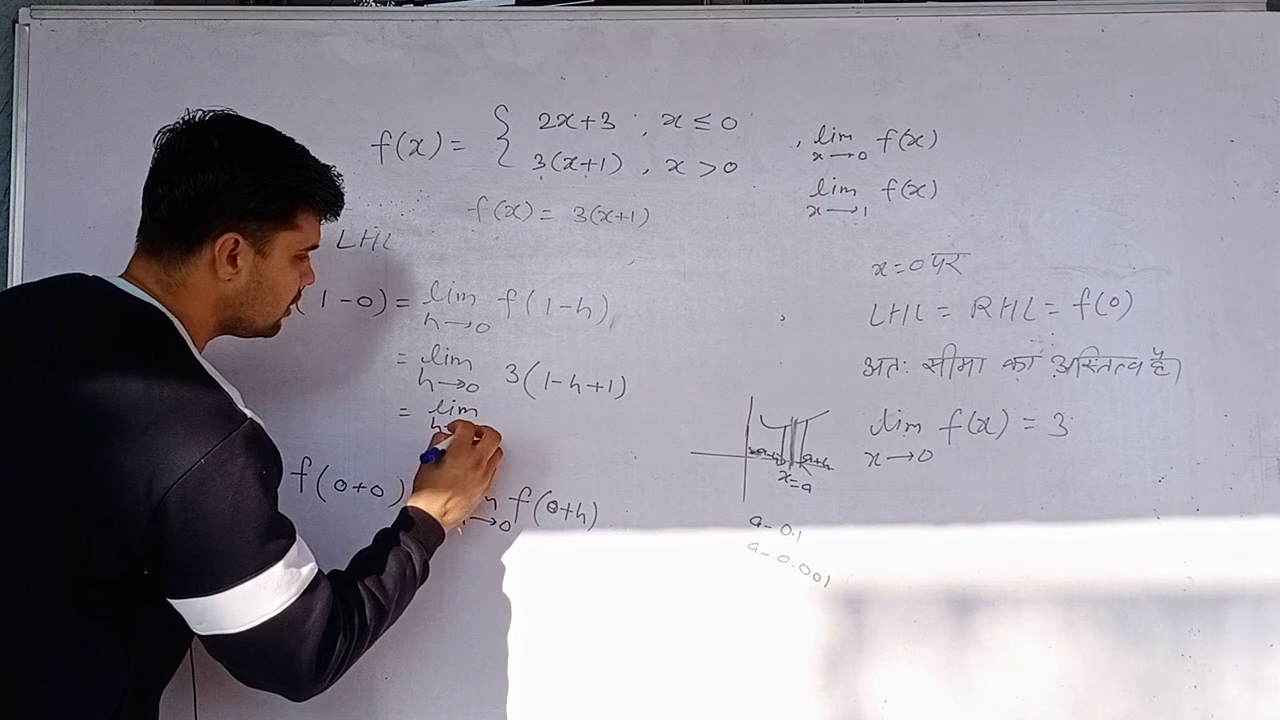 f(x) = { 2x+3 , x ≤ 0
3(x+1) , x > 0
, lim x→0 f(x)
lim x→1 f(x)
f(x) = 3(x+1)
LHL
(1-0) = lim h→0 f(1-h)
= lim h→0 3(1-h+1)
= lim
f(0+0)
→0 f(0+h)
x=0 पर
LHL = RHL = f(0)
अतः सीमा का अस्तित्व है।
lim x→0 f(x) = 3
a-h a+h
x=a
a-0.1
a-0.001